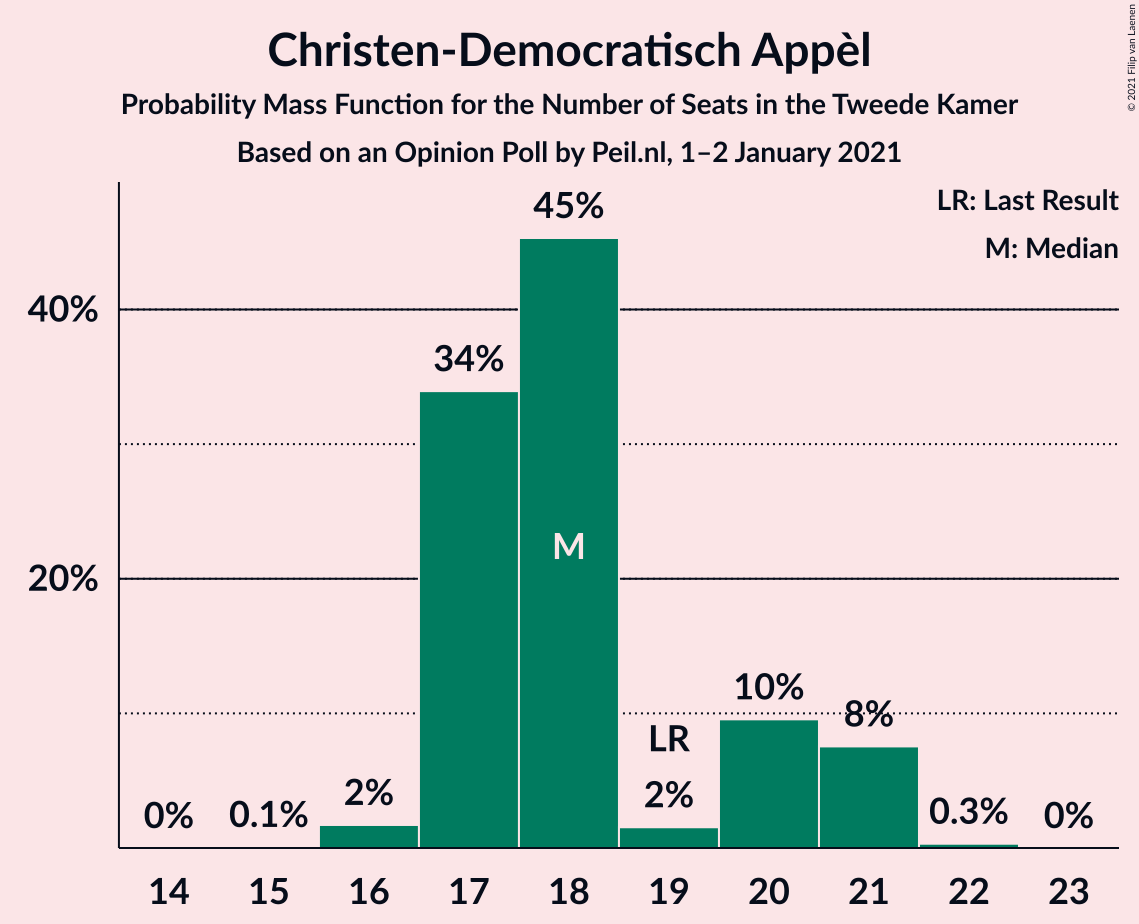 Christen-Democratisch Appèl
Probability Mass Function for the Number of Seats in the Tweede Kamer
Based on an Opinion Poll by Peil.nl, 1–2 January 2021
© 2021 Filip van Laenen
LR: Last Result
M: Median
45%
40%
34%
M
20%
10%
8%
LR
2%
2%
0%
0.1%
0.3%
0%
14 15 16 17 18 19 20 21 22 23